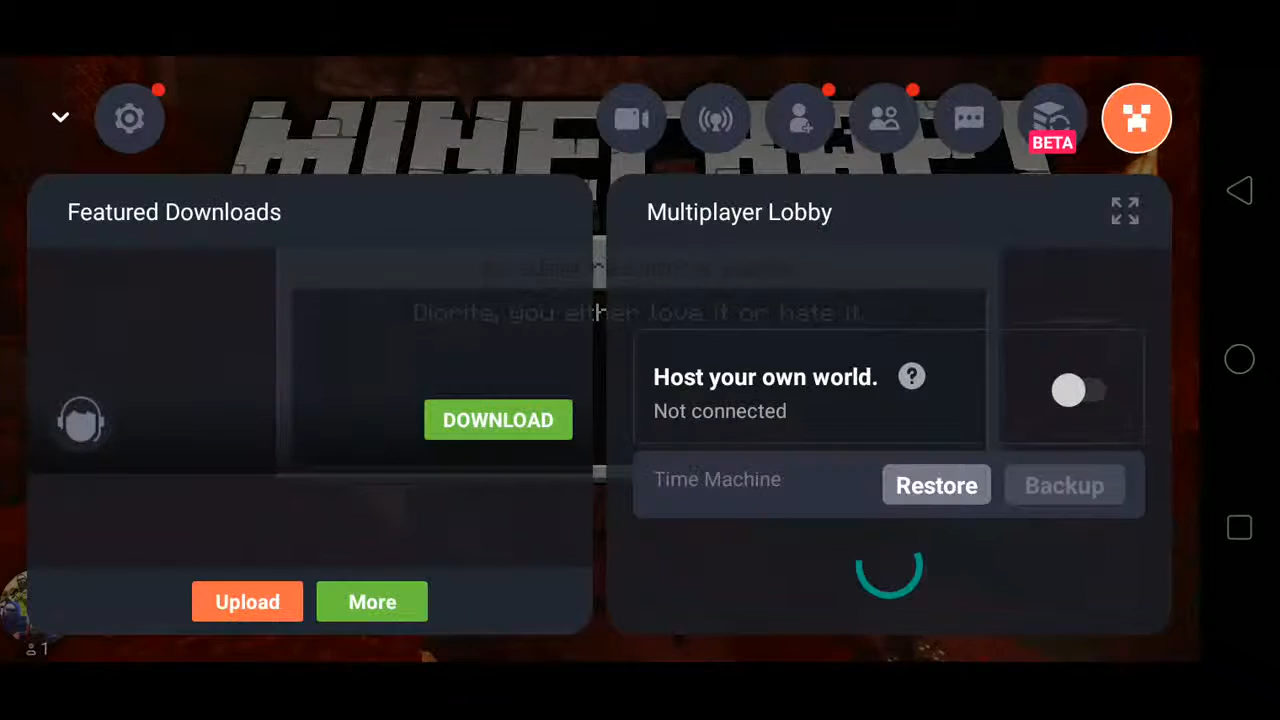 MINECRAFT
BETA
Featured Downloads
Multiplayer Lobby
Diorite, you either love it or hate it.
Host your own world. ?
Not connected
DOWNLOAD
Time Machine
Restore
Backup
Upload
More
1